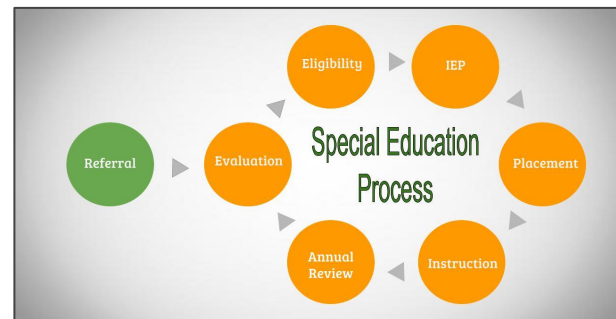 Eligibility
IEP
Referral
Evaluation
Special Education
Process
Placement
Annual
Review
Instruction